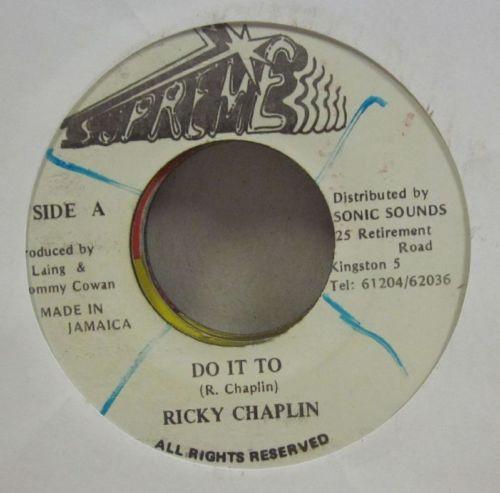 SUPREME
SIDE A
roduced by
Laing &
ommy Cowan
MADE IN
JAMAICA
Distributed by
SONIC SOUNDS
25 Retirement
Road
Kingston 5
Tel: 61204/62036
DO IT TO
(R. Chaplin)
RICKY CHAPLIN
ALL RIGHTS RESERVED